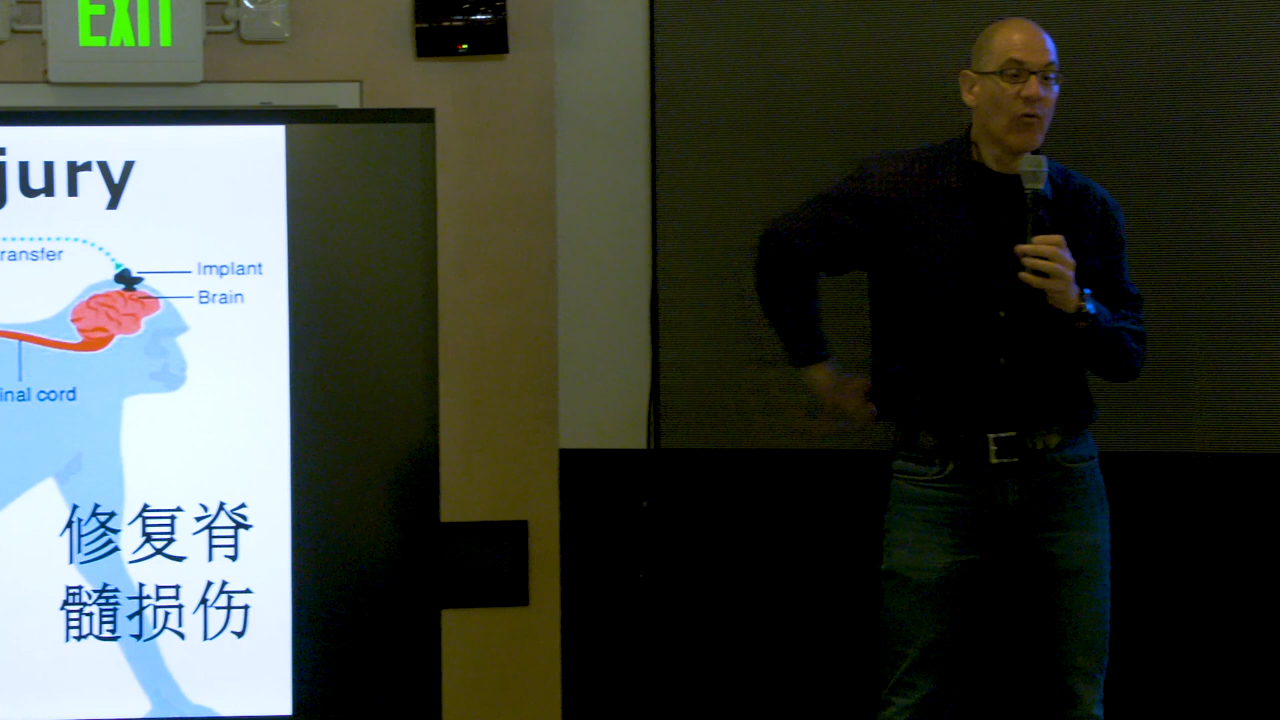 EXIT
jury
ransfer
Implant
Brain
inal cord
修复脊
髓损伤